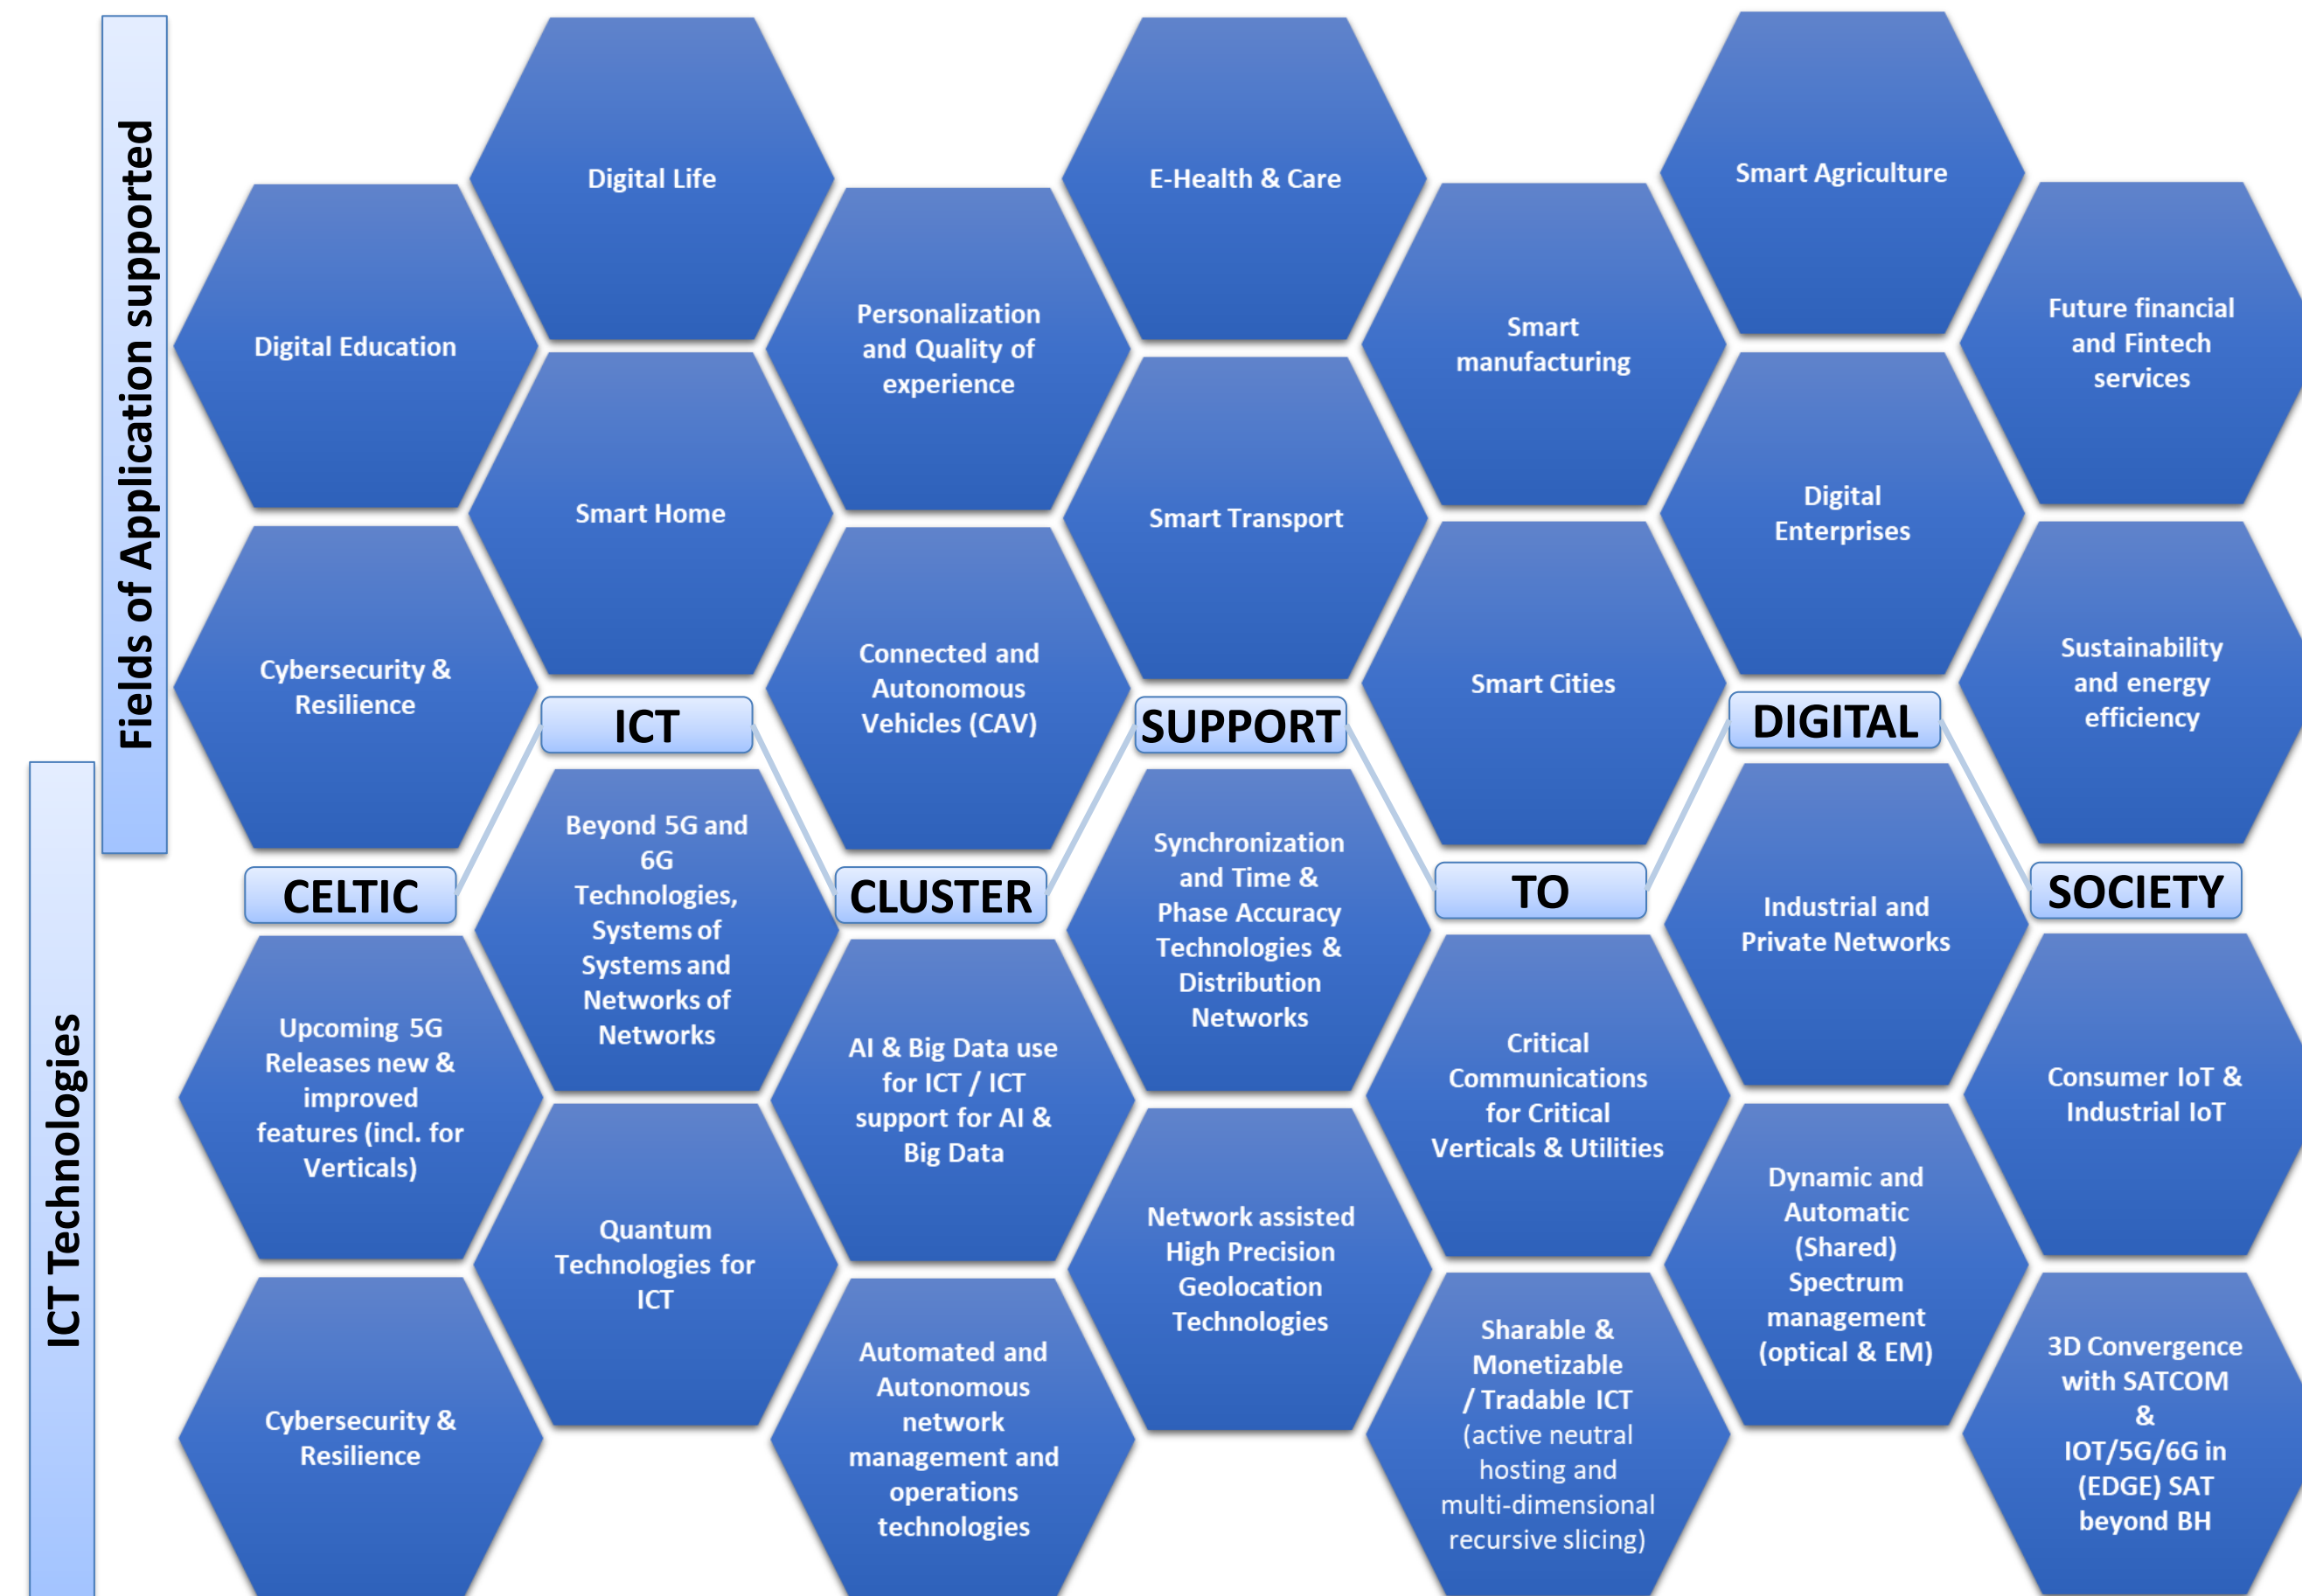 Fields of Application supported
Digital Life
E-Health & Care
Smart Agriculture
Digital Education
Personalization
and Quality of
experience
Smart
manufacturing
Future financial
and Fintech
services
Smart Home
Smart Transport
Digital
Enterprises
Cybersecurity &
Resilience
Connected and
Autonomous
Vehicles (CAV)
Smart Cities
Sustainability
and energy
efficiency
CELTIC
ICT
CLUSTER
SUPPORT
TO
DIGITAL
SOCIETY
ICT Technologies
Beyond 5G and
6G
Technologies,
Systems of
Systems and
Networks of
Networks
Synchronization
and Time &
Phase Accuracy
Technologies &
Distribution
Networks
Industrial and
Private Networks
Upcoming 5G
Releases new &
improved
features (incl. for
Verticals)
AI & Big Data use
for ICT / ICT
support for AI &
Big Data
Critical
Communications
for Critical
Verticals & Utilities
Consumer IoT &
Industrial IoT
Quantum
Technologies for
ICT
Network assisted
High Precision
Geolocation
Technologies
Dynamic and
Automatic
(Shared)
Spectrum
management
(optical & EM)
Cybersecurity &
Resilience
Automated and
Autonomous
network
management and
operations
technologies
Sharable &
Monetizable
/ Tradable ICT
(active neutral
hosting and
multi-dimensional
recursive slicing)
3D Convergence
with SATCOM
&
IOT/5G/6G in
(EDGE) SAT
beyond BH